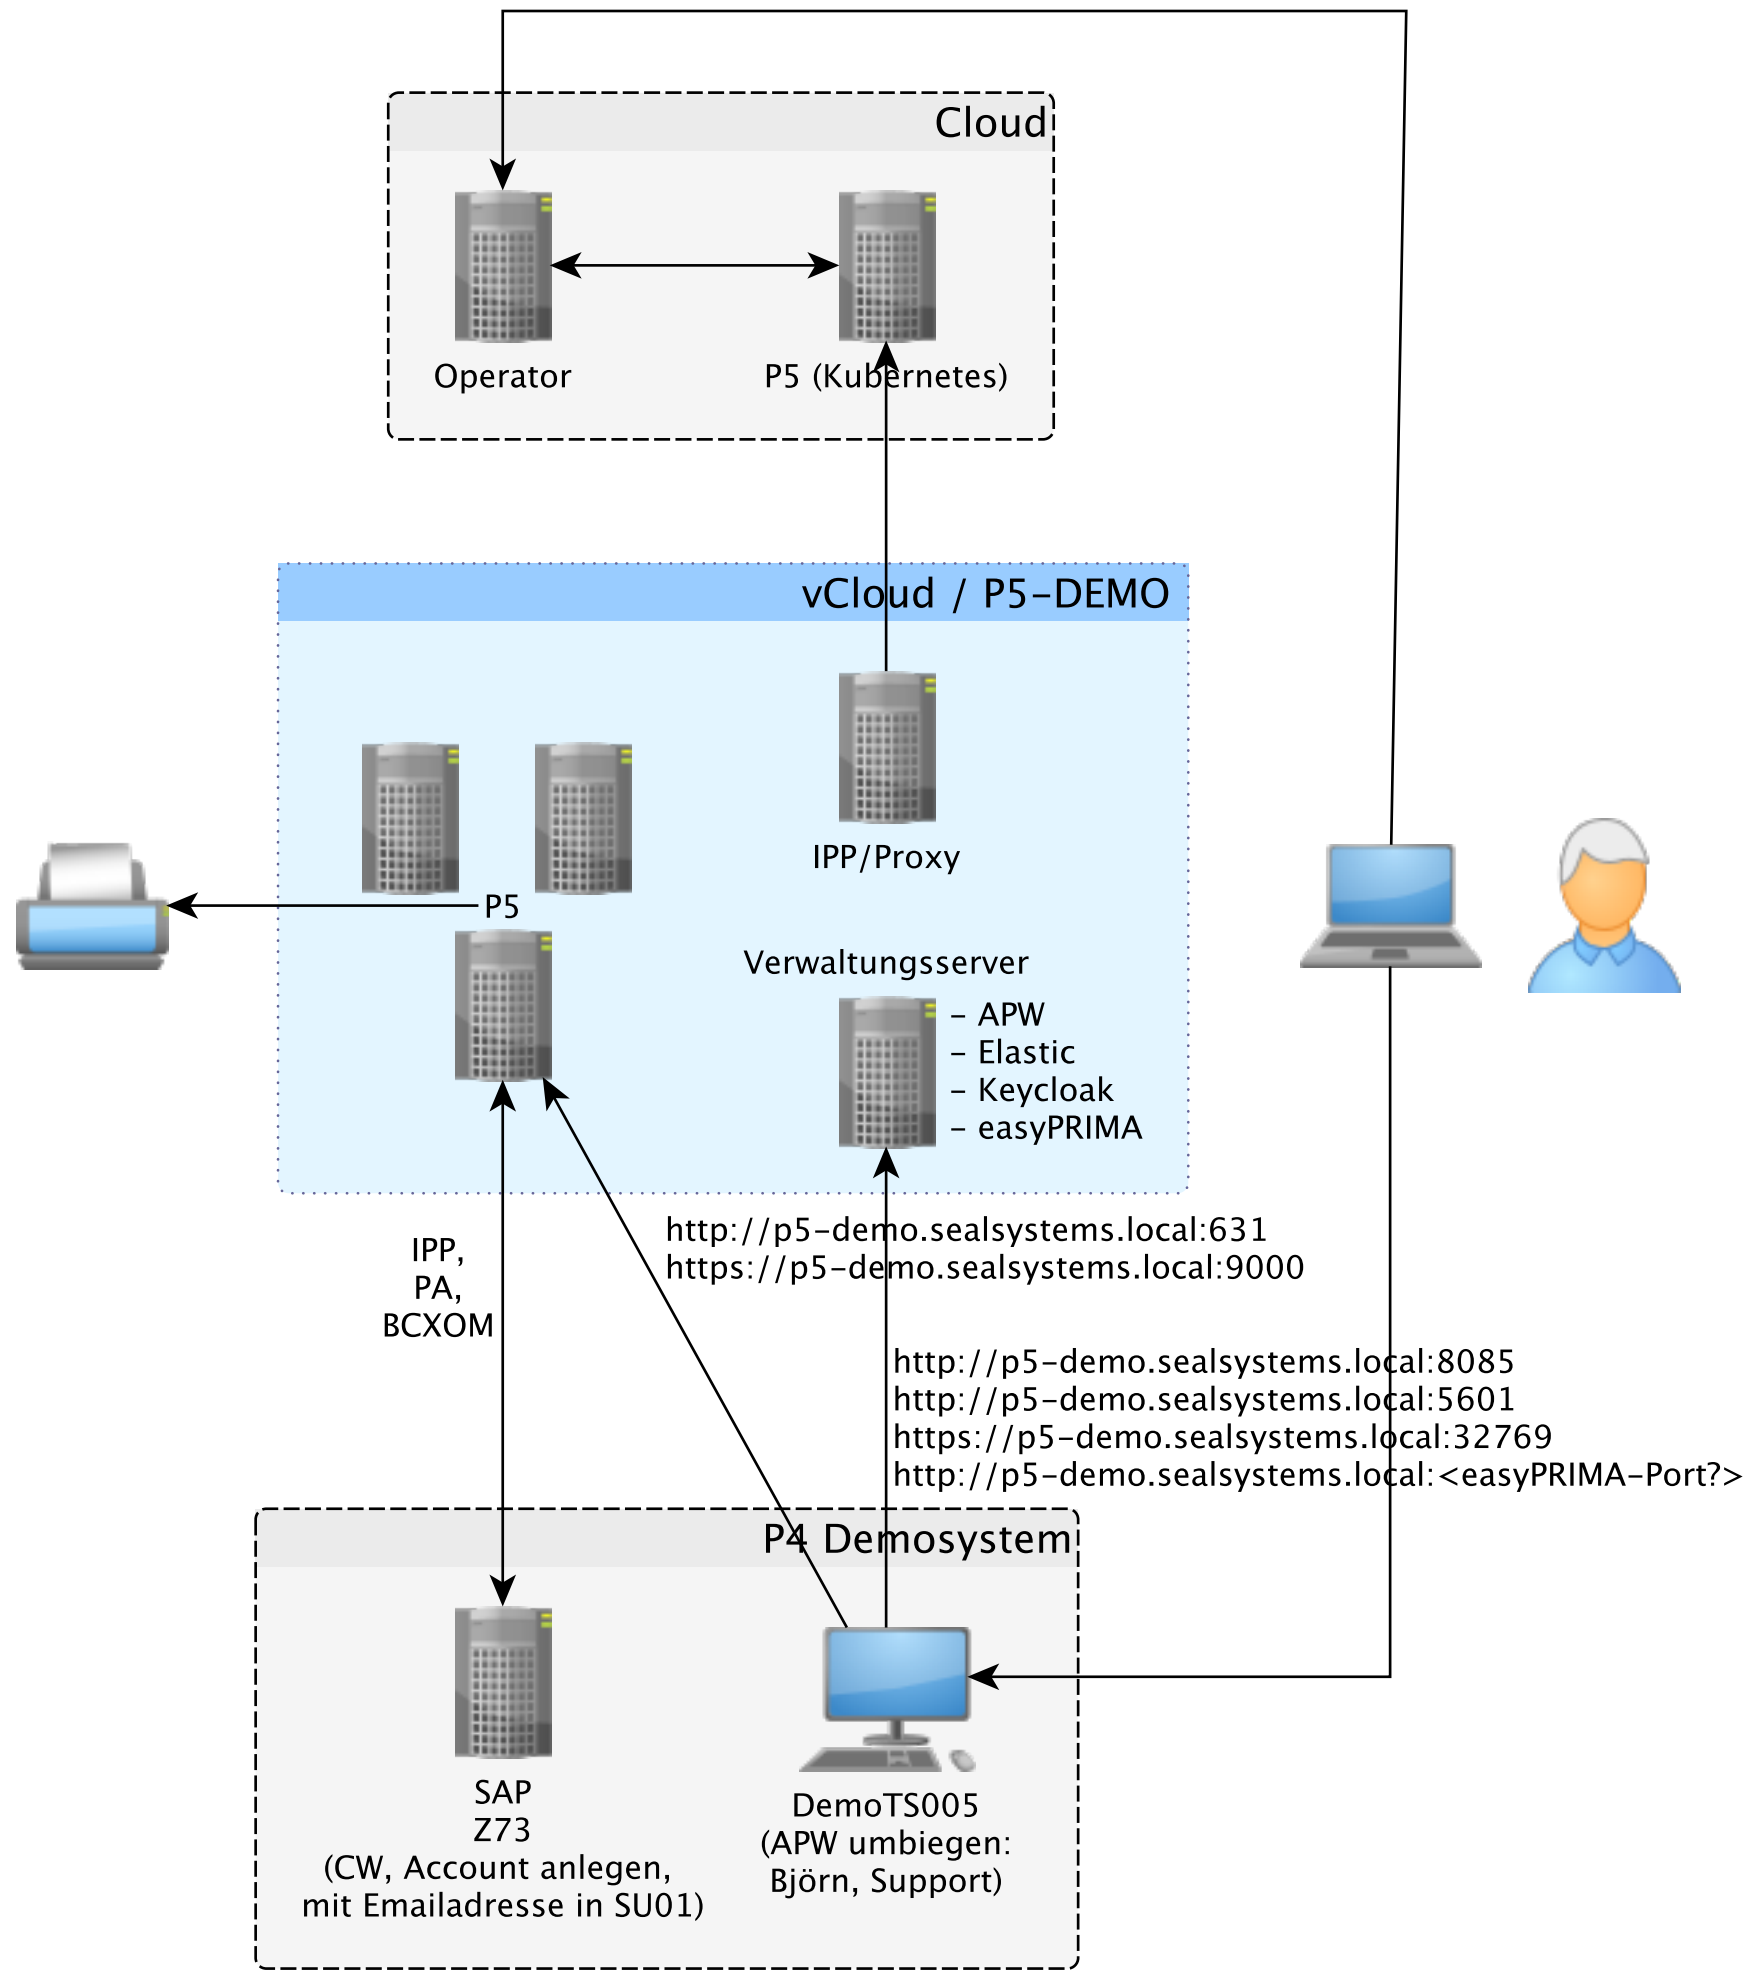 Cloud
Operator
P5 (Kubernetes)
vCloud / P5-DEMO
IPP/Proxy
P5
Verwaltungsserver
- APW
- Elastic
- Keycloak
- easyPRIMA
http://p5-demo.sealsystems.local:631
https://p5-demo.sealsystems.local:9000
IPP,
PA,
BCXOM
http://p5-demo.sealsystems.local:8085
http://p5-demo.sealsystems.local:5601
https://p5-demo.sealsystems.local:32769
http://p5-demo.sealsystems.local:<easyPRIMA-Port?>
P4 Demosystem
SAP
Z73
(CW, Account anlegen,
mit Emailadresse in SU01)
DemoTS005
(APW umbiegen:
Björn, Support)